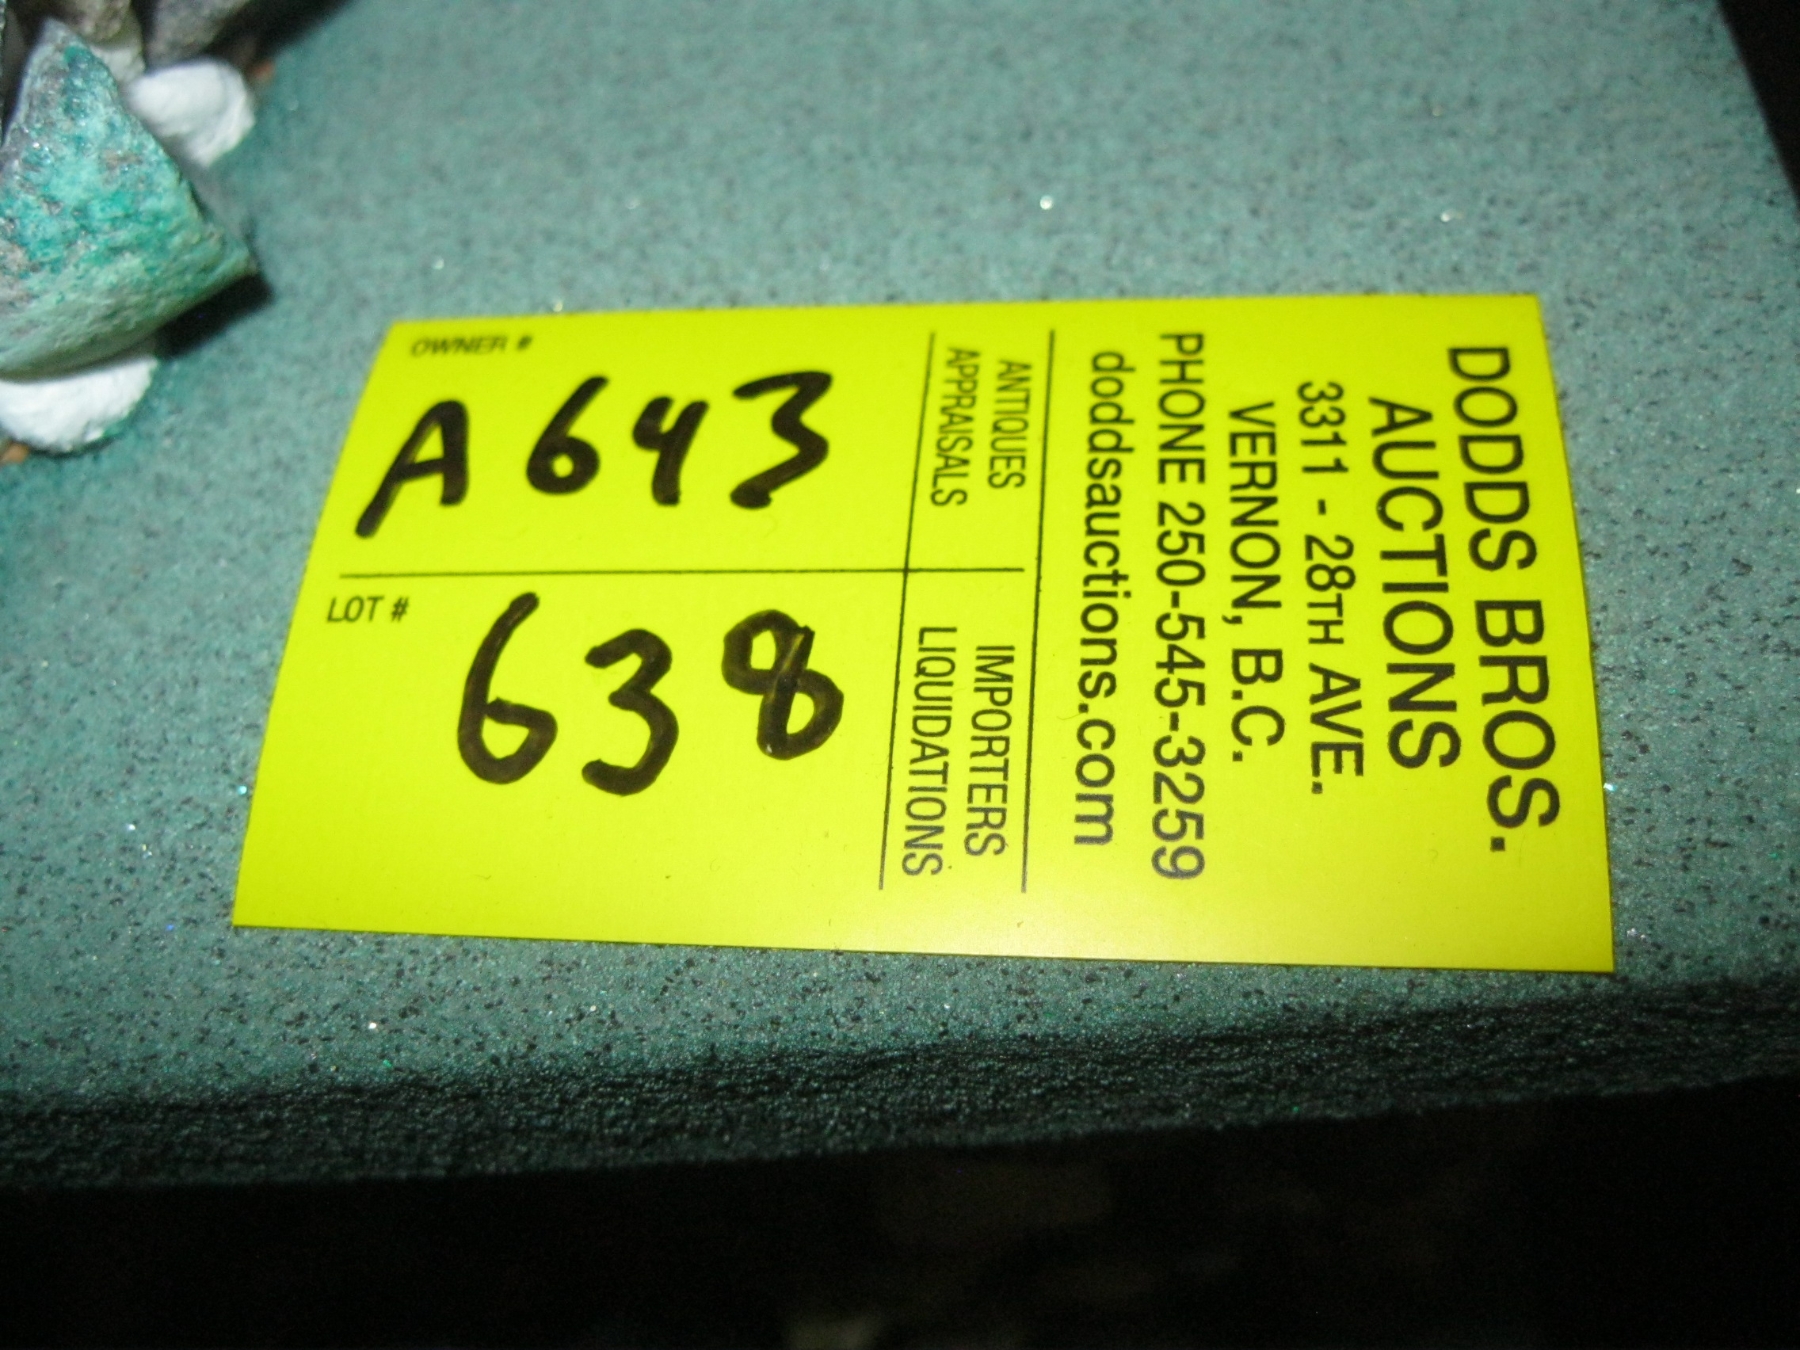 DODDS BROS.
AUCTIONS
3311 - 28TH AVE.
VERNON, B.C.
PHONE 250-545-3259
doddsauctions.com
ANTIQUES
APPRAISALS
IMPORTERS
LIQUIDATIONS
OWNER #
A643
LOT #
638